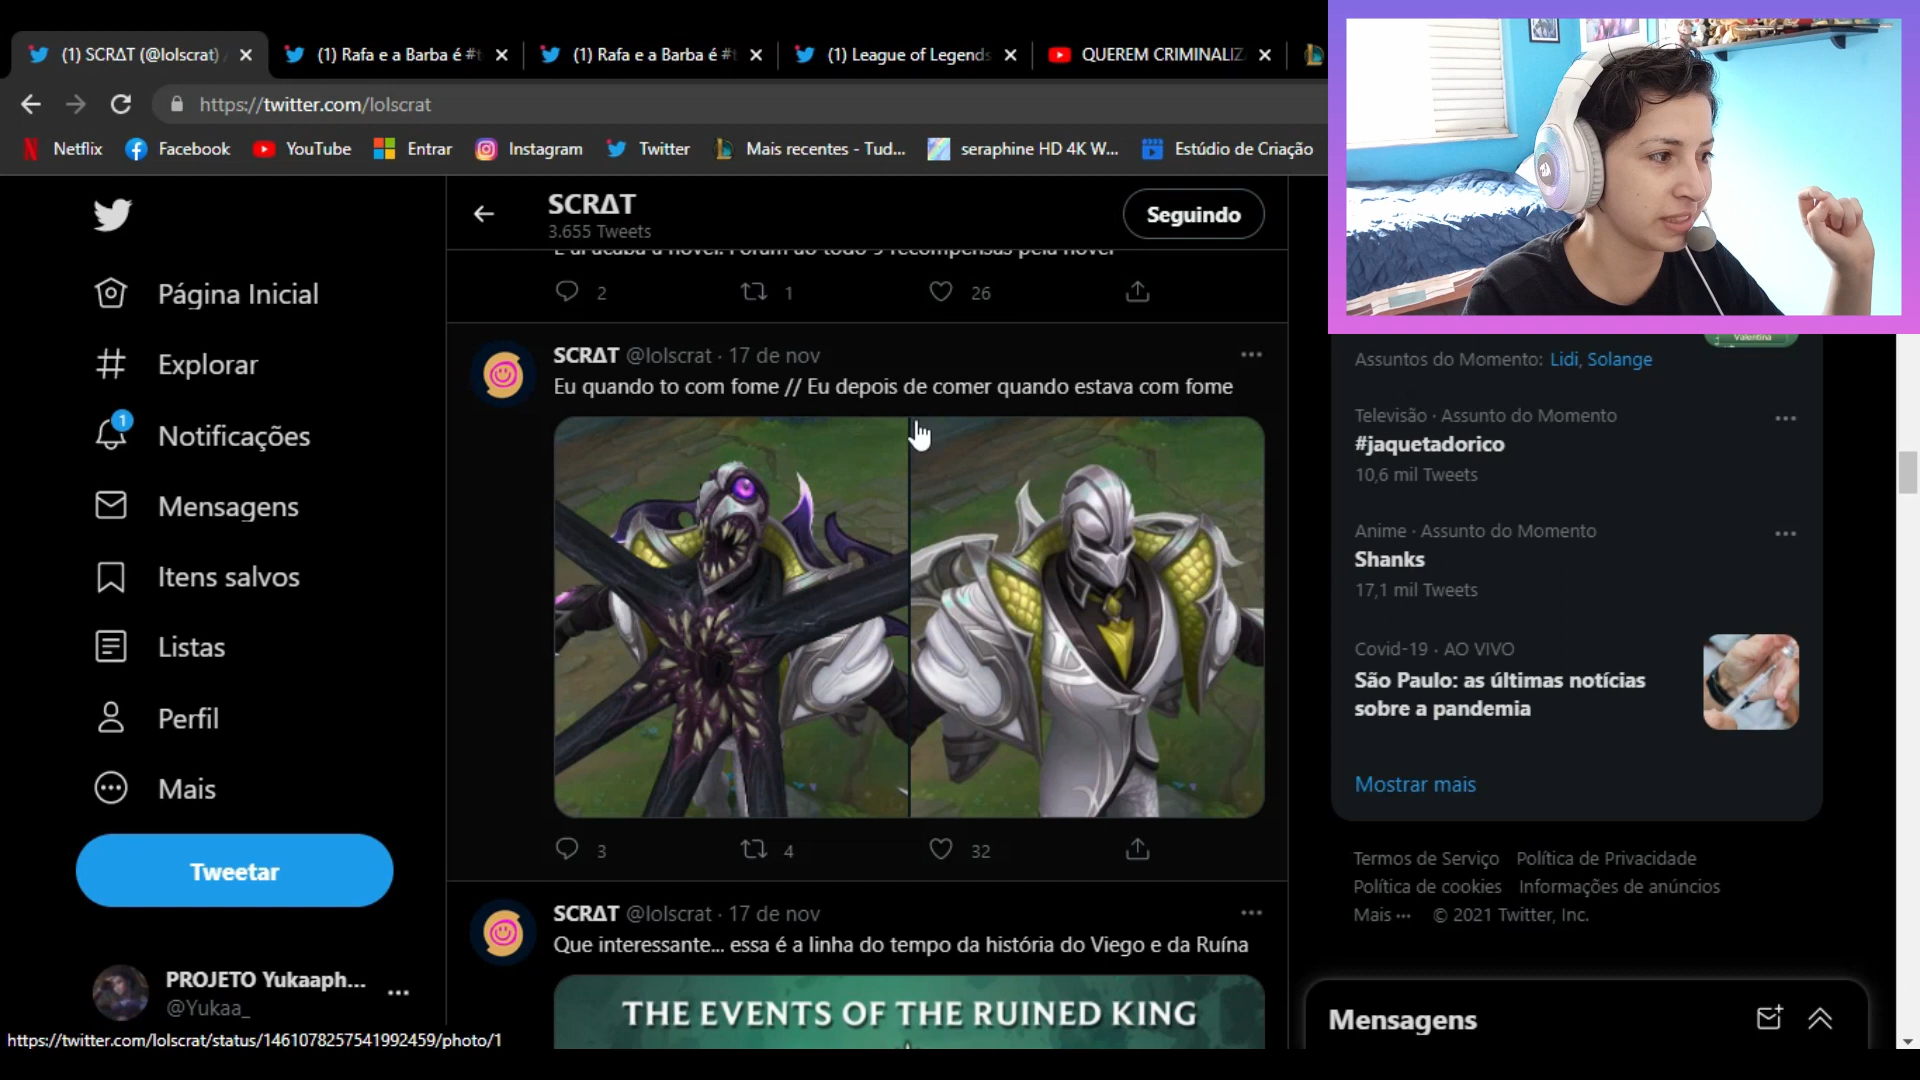 (1) SCRΔT (@lolscrat) /
(1) Rafa e a Barba é #t
(1) Rafa e a Barba é #t
(1) League of Legends
QUEREM CRIMINALIZ
https://twitter.com/lolscrat
Netflix
Facebook
YouTube
Entrar
Instagram
Twitter
Mais recentes - Tud...
seraphine HD 4K W...
Estúdio de Criação
Página Inicial
Explorar
1
Notificações
Mensagens
Itens salvos
Listas
Perfil
Mais
Tweetar
PROJETO Yukaaph...
@Yukaa_
https://twitter.com/lolscrat/status/1461078257541992459/photo/1
SCRΔT
3.655 Tweets
Seguindo
2
1
26
SCRΔT @lolscrat · 17 de nov
Eu quando to com fome // Eu depois de comer quando estava com fome
3
4
32
SCRΔT @lolscrat · 17 de nov
Que interessante... essa é a linha do tempo da história do Viego e da Ruína
THE EVENTS OF THE RUINED KING
Valentina
Assuntos do Momento: Lidi, Solange
Televisão · Assunto do Momento
#jaquetadorico
10,6 mil Tweets
Anime · Assunto do Momento
Shanks
17,1 mil Tweets
Covid-19 · AO VIVO
São Paulo: as últimas notícias
sobre a pandemia
Mostrar mais
Termos de Serviço Política de Privacidade
Política de cookies Informações de anúncios
Mais ··· © 2021 Twitter, Inc.
Mensagens